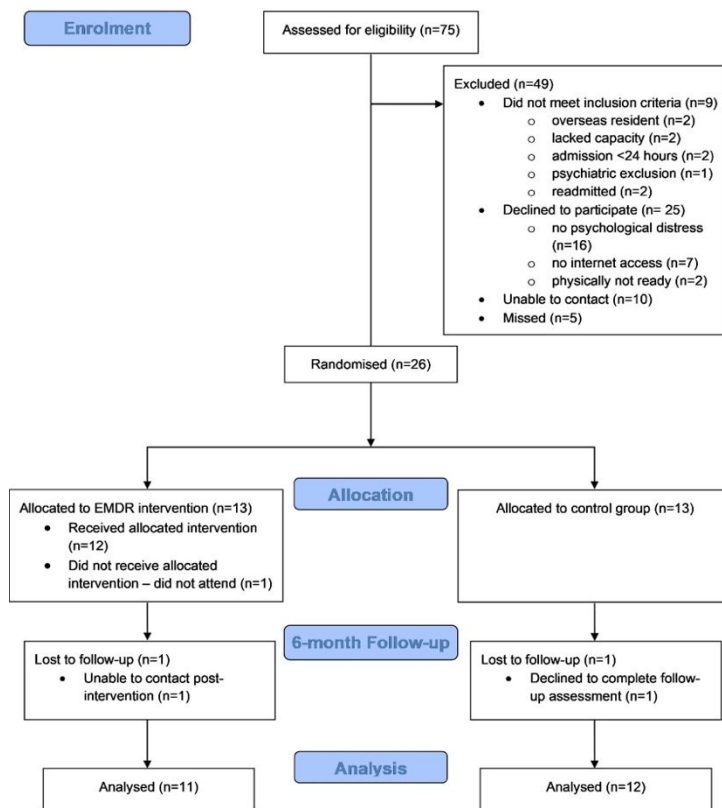 Enrolment
Assessed for eligibility (n=75)
Excluded (n=49)
• Did not meet inclusion criteria (n=9)
o overseas resident (n=2)
o lacked capacity (n=2)
o admission <24 hours (n=2)
o psychiatric exclusion (n=1)
o readmitted (n=2)
• Declined to participate (n= 25)
o no psychological distress
(n=16)
o no internet access (n=7)
o physically not ready (n=2)
• Unable to contact (n=10)
• Missed (n=5)
Randomised (n=26)
Allocation
Allocated to EMDR intervention (n=13)
• Received allocated intervention
(n=12)
• Did not receive allocated
intervention – did not attend (n=1)
Allocated to control group (n=13)
6-month Follow-up
Lost to follow-up (n=1)
• Unable to contact post-
intervention (n=1)
Lost to follow-up (n=1)
• Declined to complete follow-
up assessment (n=1)
Analysis
Analysed (n=11)
Analysed (n=12)